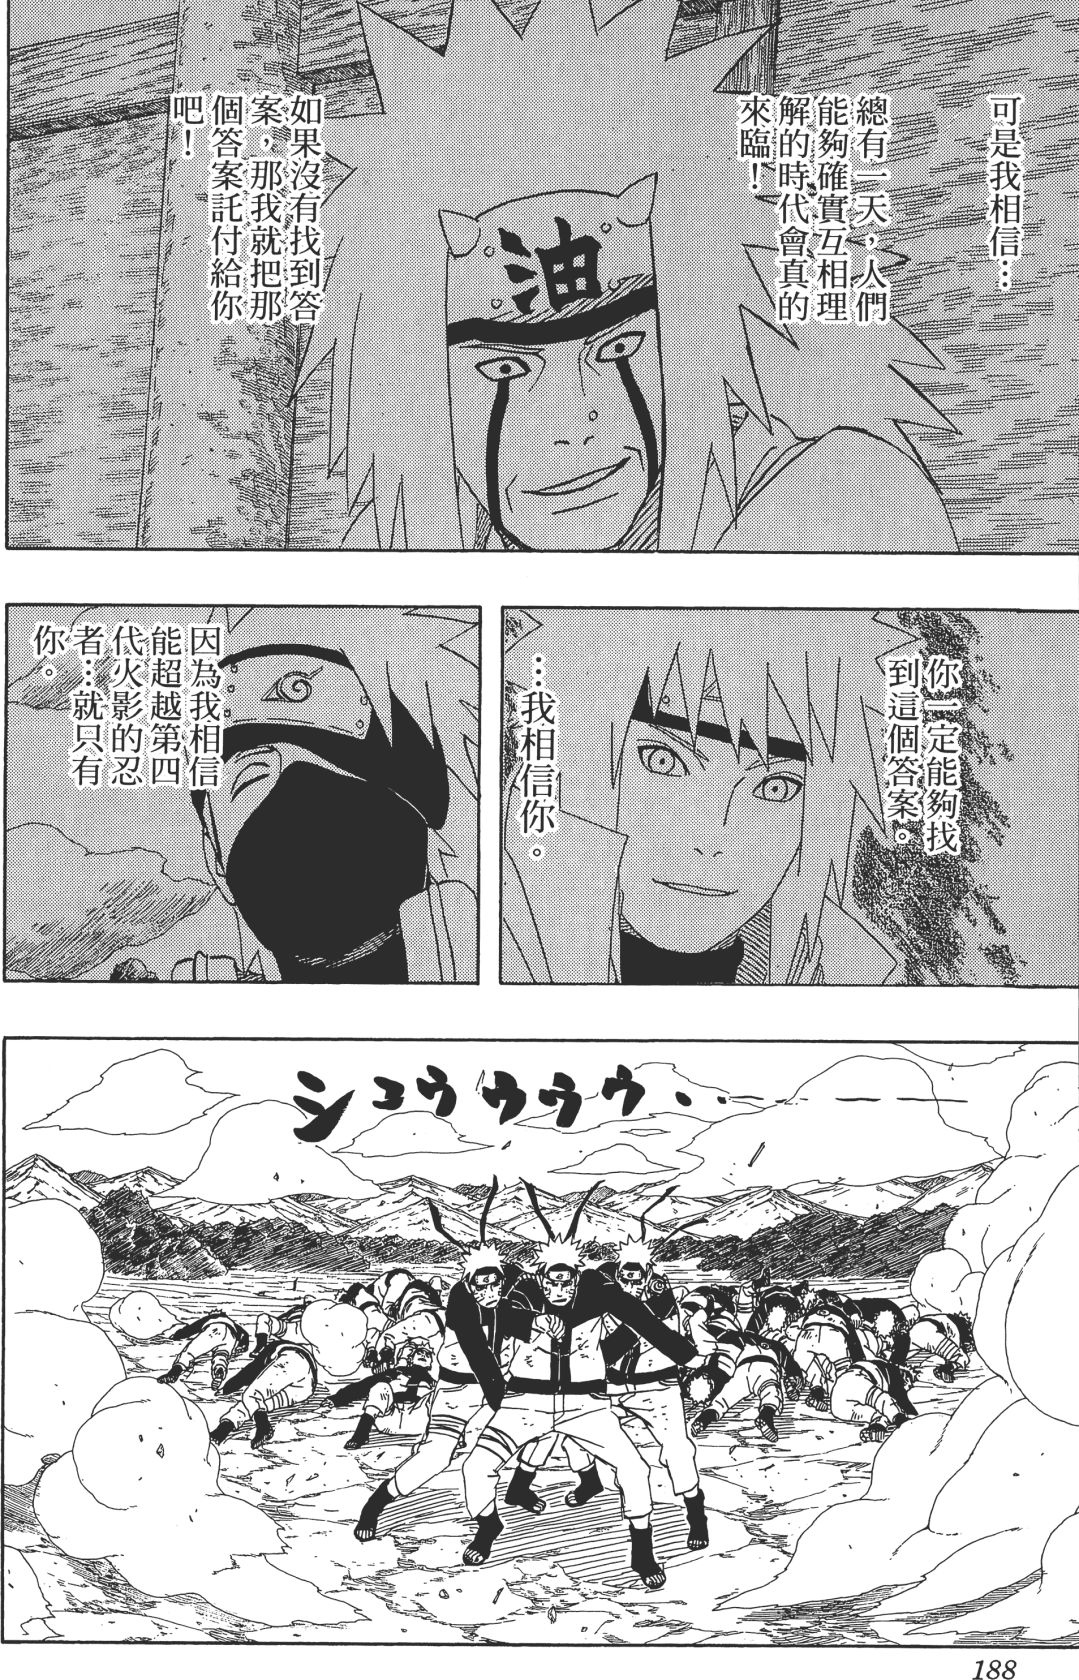 可是我相信…
總有一天，人們
能夠確實互相理
解的時代會真的
來臨！
如果沒有找到答
案，那我就把那
個答案託付給你
吧！
油
你一定能夠找
到這個答案。
…我相信你。
因為我相信
能超越第四
代火影的忍
者…就只有
你。
シュウゥゥゥ・・
188